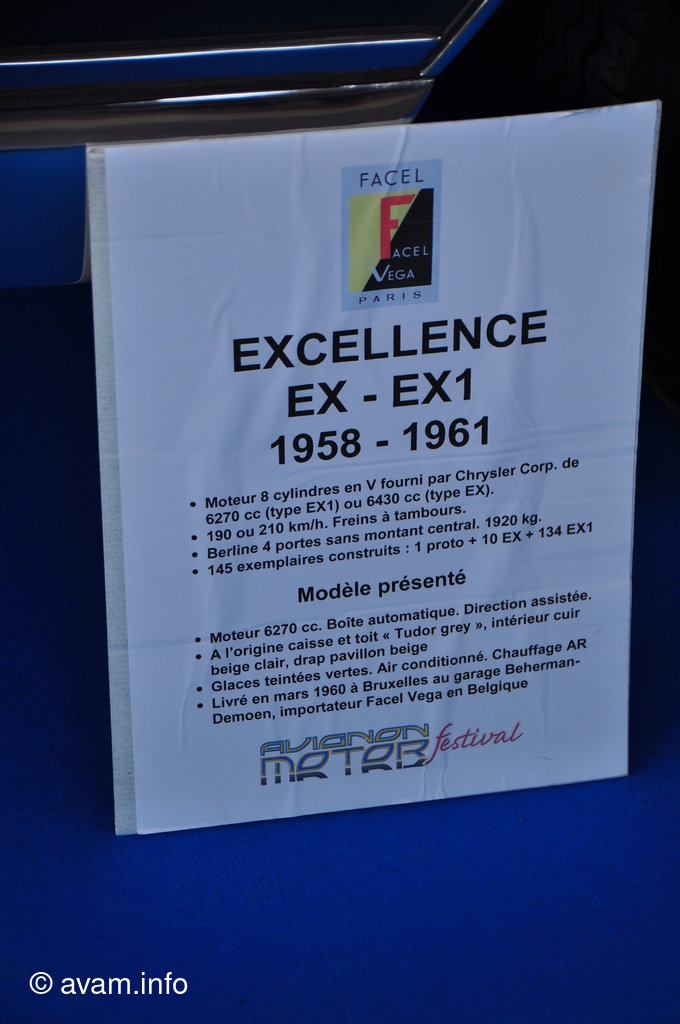 FACEL
F
ACEL
VEGA
PARIS
EXCELLENCE
EX - EX1
1958 - 1961
• Moteur 8 cylindres en V fourni par Chrysler Corp. de
6270 cc (type EX1) ou 6430 cc (type EX).
• 190 ou 210 km/h. Freins à tambours.
• Berline 4 portes sans montant central. 1920 kg.
• 145 exemplaires construits : 1 proto + 10 EX + 134 EX1
Modèle présenté
• Moteur 6270 cc. Boîte automatique. Direction assistée.
• A l'origine caisse et toit « Tudor grey », intérieur cuir
beige clair, drap pavillon beige
• Glaces teintées vertes. Air conditionné. Chauffage AR
• Livré en mars 1960 à Bruxelles au garage Beherman-
Demoen, importateur Facel Vega en Belgique
AVIGNON
MOTOR festival
© avam.info